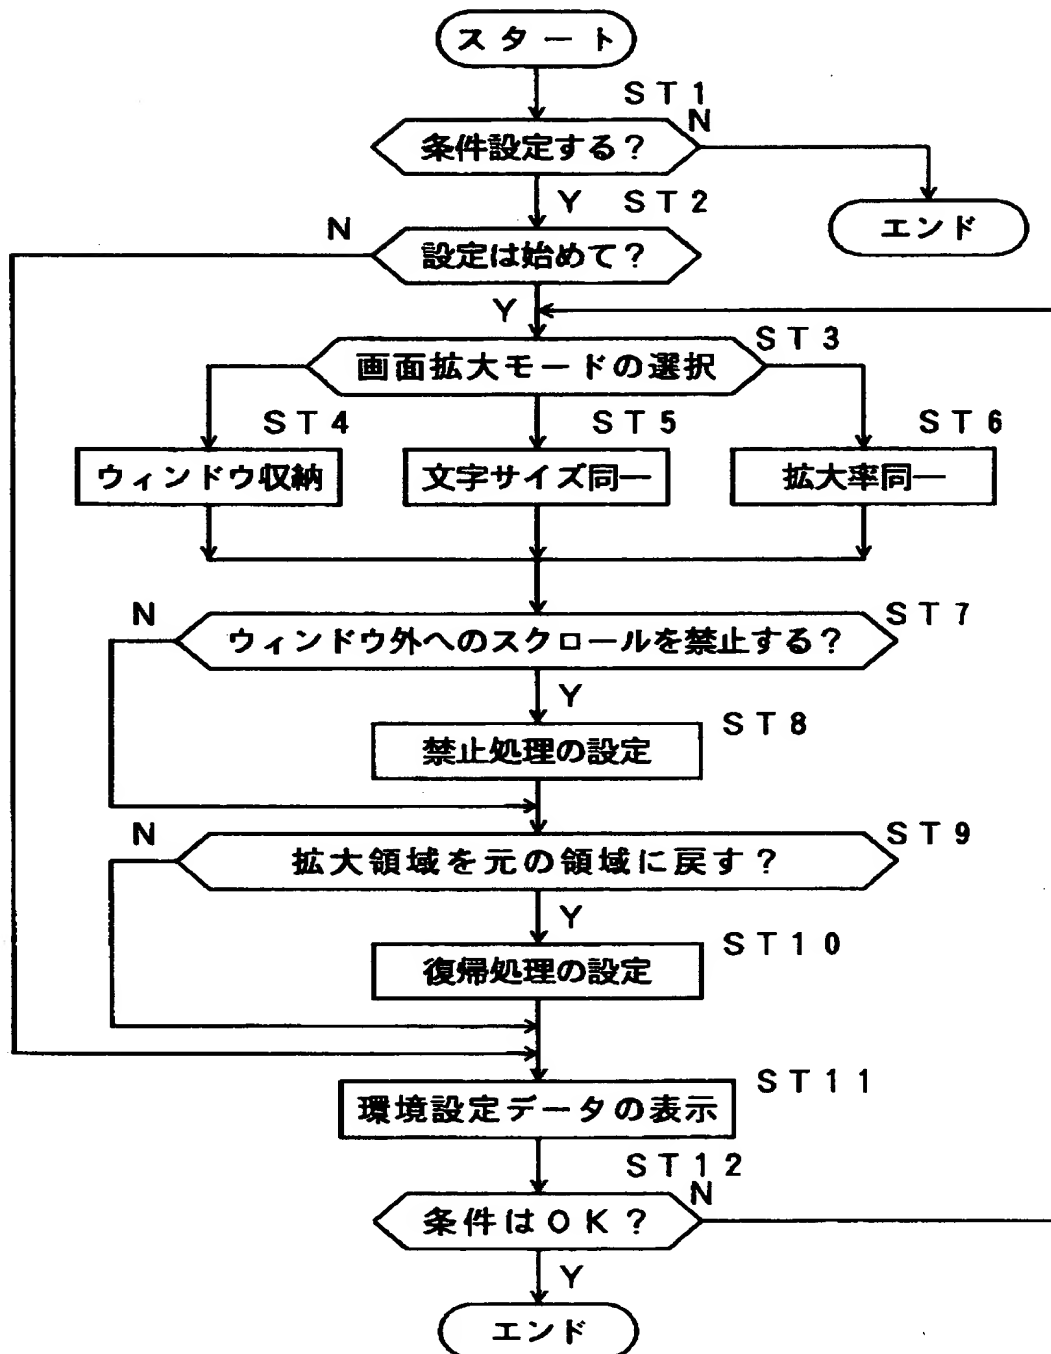 スタート
ST1
N
条件設定する？
Y
ST2
エンド
N
設定は始めて？
Y
ST3
画面拡大モードの選択
ST4
ST5
ST6
ウィンドウ収納
文字サイズ同一
拡大率同一
N
ST7
ウィンドウ外へのスクロールを禁止する？
Y
ST8
禁止処理の設定
N
ST9
拡大領域を元の領域に戻す？
Y
ST10
復帰処理の設定
ST11
環境設定データの表示
ST12
N
条件はOK？
Y
エンド